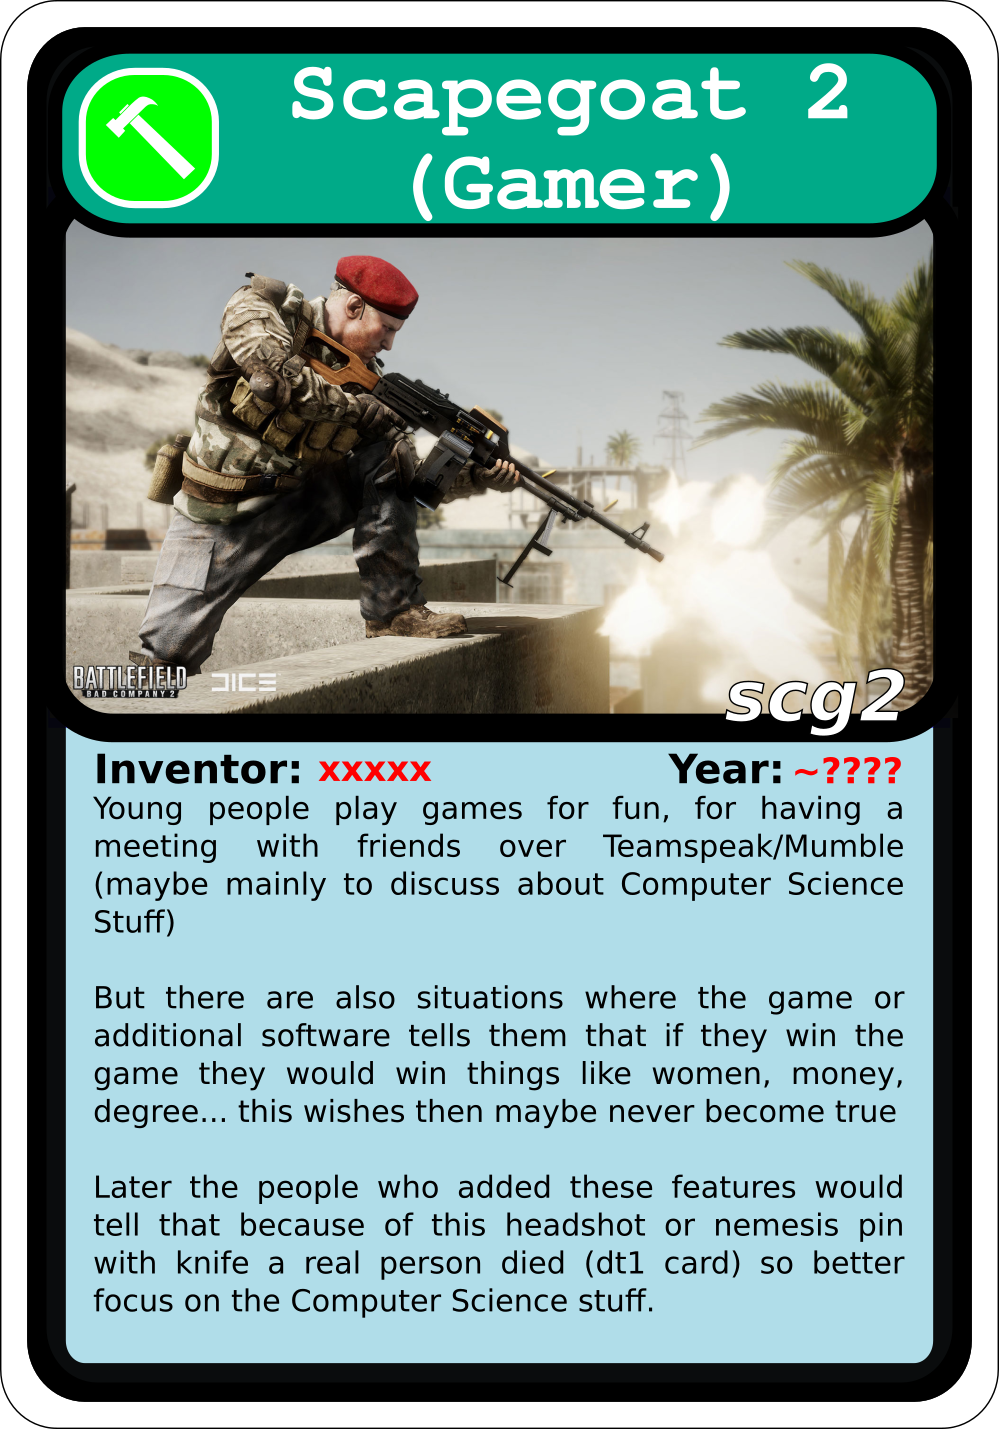 Scapegoat 2
(Gamer)
BATTLEFIELD
BAD COMPANY 2
DICE
scg2
Inventor: xxxxx
Year: ~????
Young people play games for fun, for having a
meeting with friends over Teamspeak/Mumble
(maybe mainly to discuss about Computer Science
Stuff)
But there are also situations where the game or
additional software tells them that if they win the
game they would win things like women, money,
degree... this wishes then maybe never become true
Later the people who added these features would
tell that because of this headshot or nemesis pin
with knife a real person died (dt1 card) so better
focus on the Computer Science stuff.